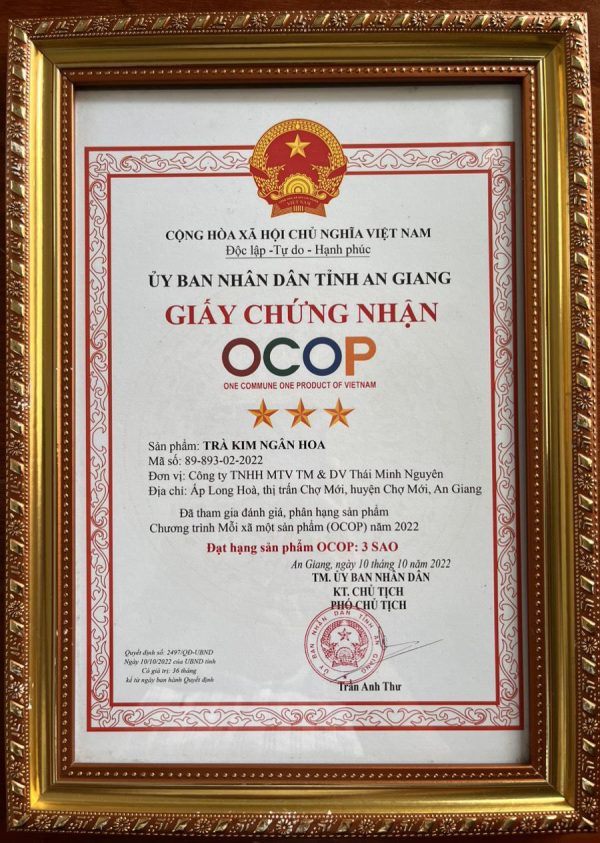 CỘNG HÒA XÃ HỘI CHỦ NGHĨA VIỆT NAM
Độc lập -Tự do - Hạnh phúc
ỦY BAN NHÂN DÂN TỈNH AN GIANG
GIẤY CHỨNG NHẬN
OCOP
ONE COMMUNE ONE PRODUCT OF VIETNAM
Sản phẩm: TRÀ KIM NGÂN HOA
Mã số: 89-893-02-2022
Đơn vị: Công ty TNHH MTV TM & DV Thái Minh Nguyên
Địa chỉ: Ấp Long Hoà, thị trấn Chợ Mới, huyện Chợ Mới, An Giang
Đã tham gia đánh giá, phân hạng sản phẩm
Chương trình Mỗi xã một sản phẩm (OCOP) năm 2022
Đạt hạng sản phẩm OCOP: 3 SAO
An Giang, ngày 10 tháng 10 năm 2022
TM. ỦY BAN NHÂN DÂN
KT. CHỦ TỊCH
PHÓ CHỦ TỊCH
ỦY BAN NHÂN DÂN TỈNH AN GIANG
Quyết định số: 2497/QĐ-UBND
Ngày 10/10/2022 của UBND tỉnh
Có giá trị: 36 tháng
kể từ ngày ban hành Quyết định
Trần Anh Thư